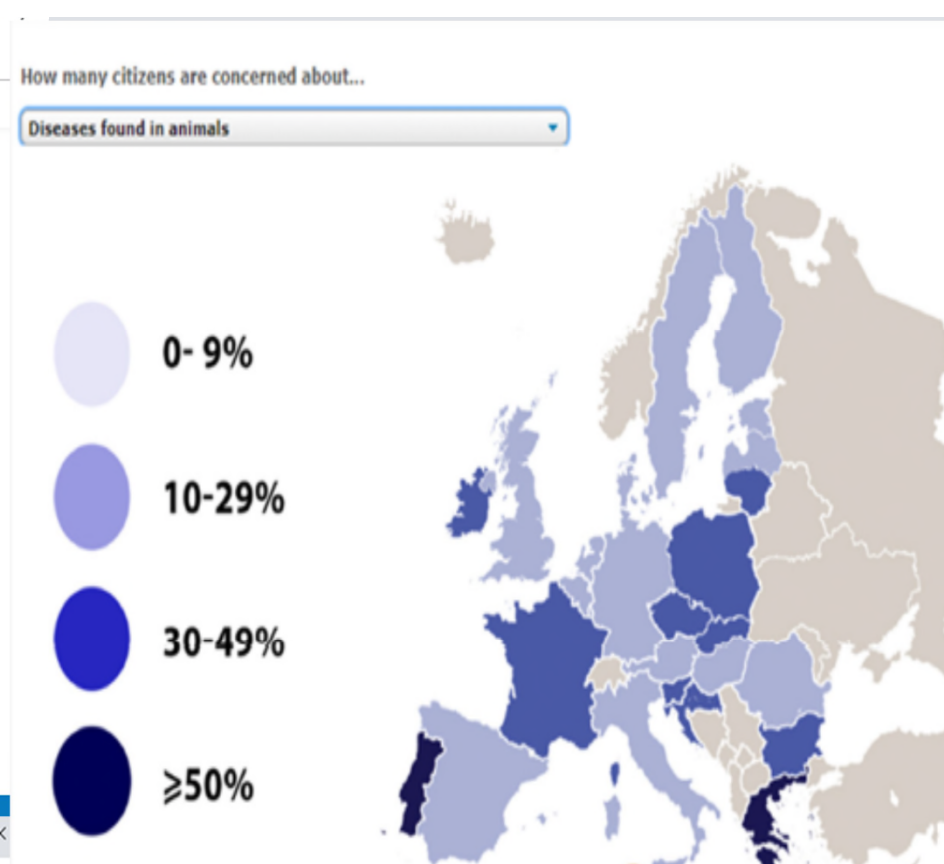 How many citizens are concerned about...
Diseases found in animals
0- 9%
10-29%
30-49%
≥50%